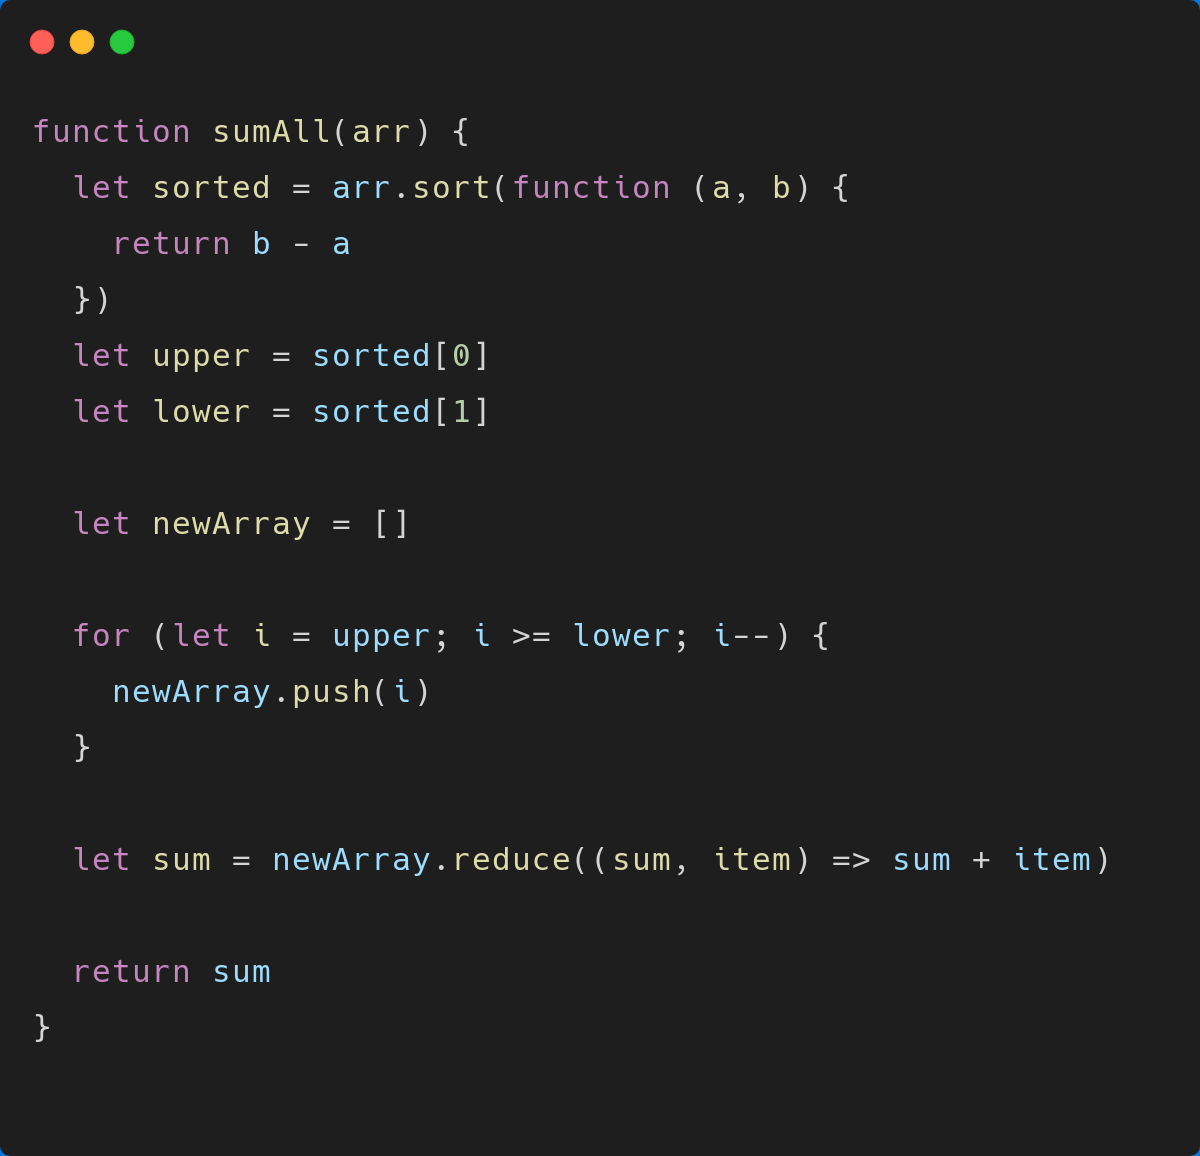 function sumAll(arr) {
  let sorted = arr.sort(function (a, b) {
    return b - a
  })
  let upper = sorted[0]
  let lower = sorted[1]

  let newArray = []

  for (let i = upper; i >= lower; i--) {
    newArray.push(i)
  }

  let sum = newArray.reduce((sum, item) => sum + item)

  return sum
}